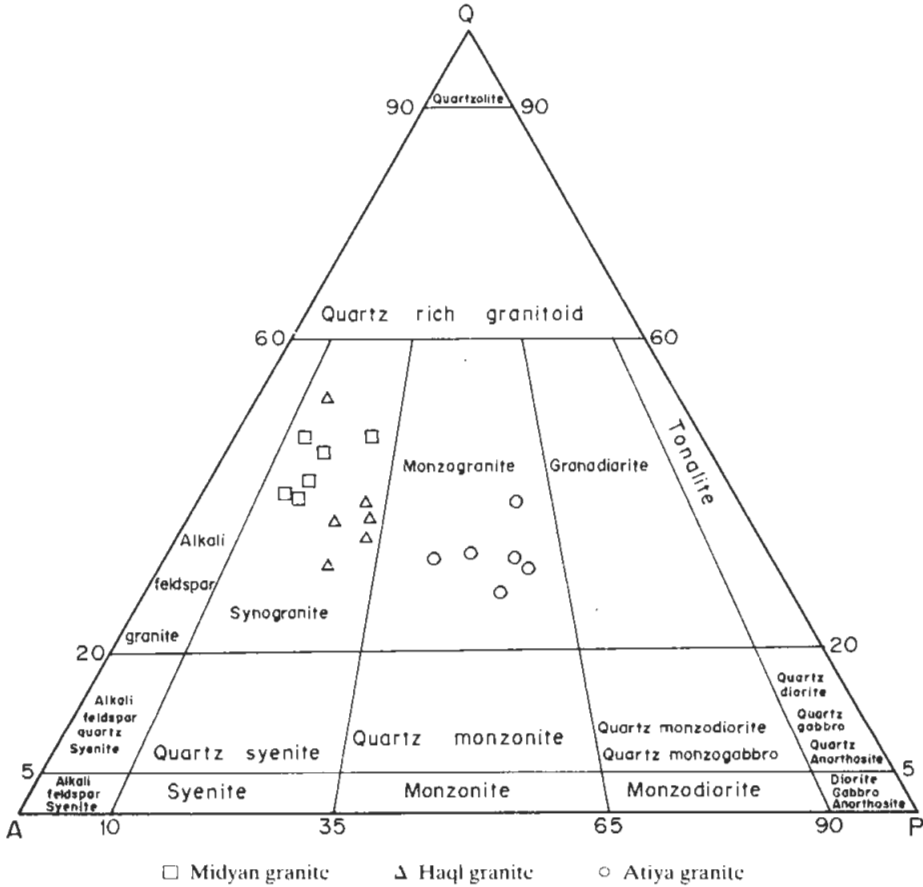 Q
90 Quartzolite 90
Quartz rich granitoid
60 60
Tonalite
Monzogranite Granadiarite
Alkali
feldspar
granite
Synogranite
20 20
Alkali
feldspar
quartz
Syenite
Quartz syenite
Quartz monzonite
Quartz monzodiorite
Quartz monzogabbro
Quartz
diorite
Quartz
gabbro
Quartz
Anorthosite
5 5
Alkali
feldspar
Syenite
Syenite
Monzonite
Monzodiorite
Diorite
Gabbro
Anorthosite
A 10 35 65 90 P
Midyan granite Haql granite Atiya granite